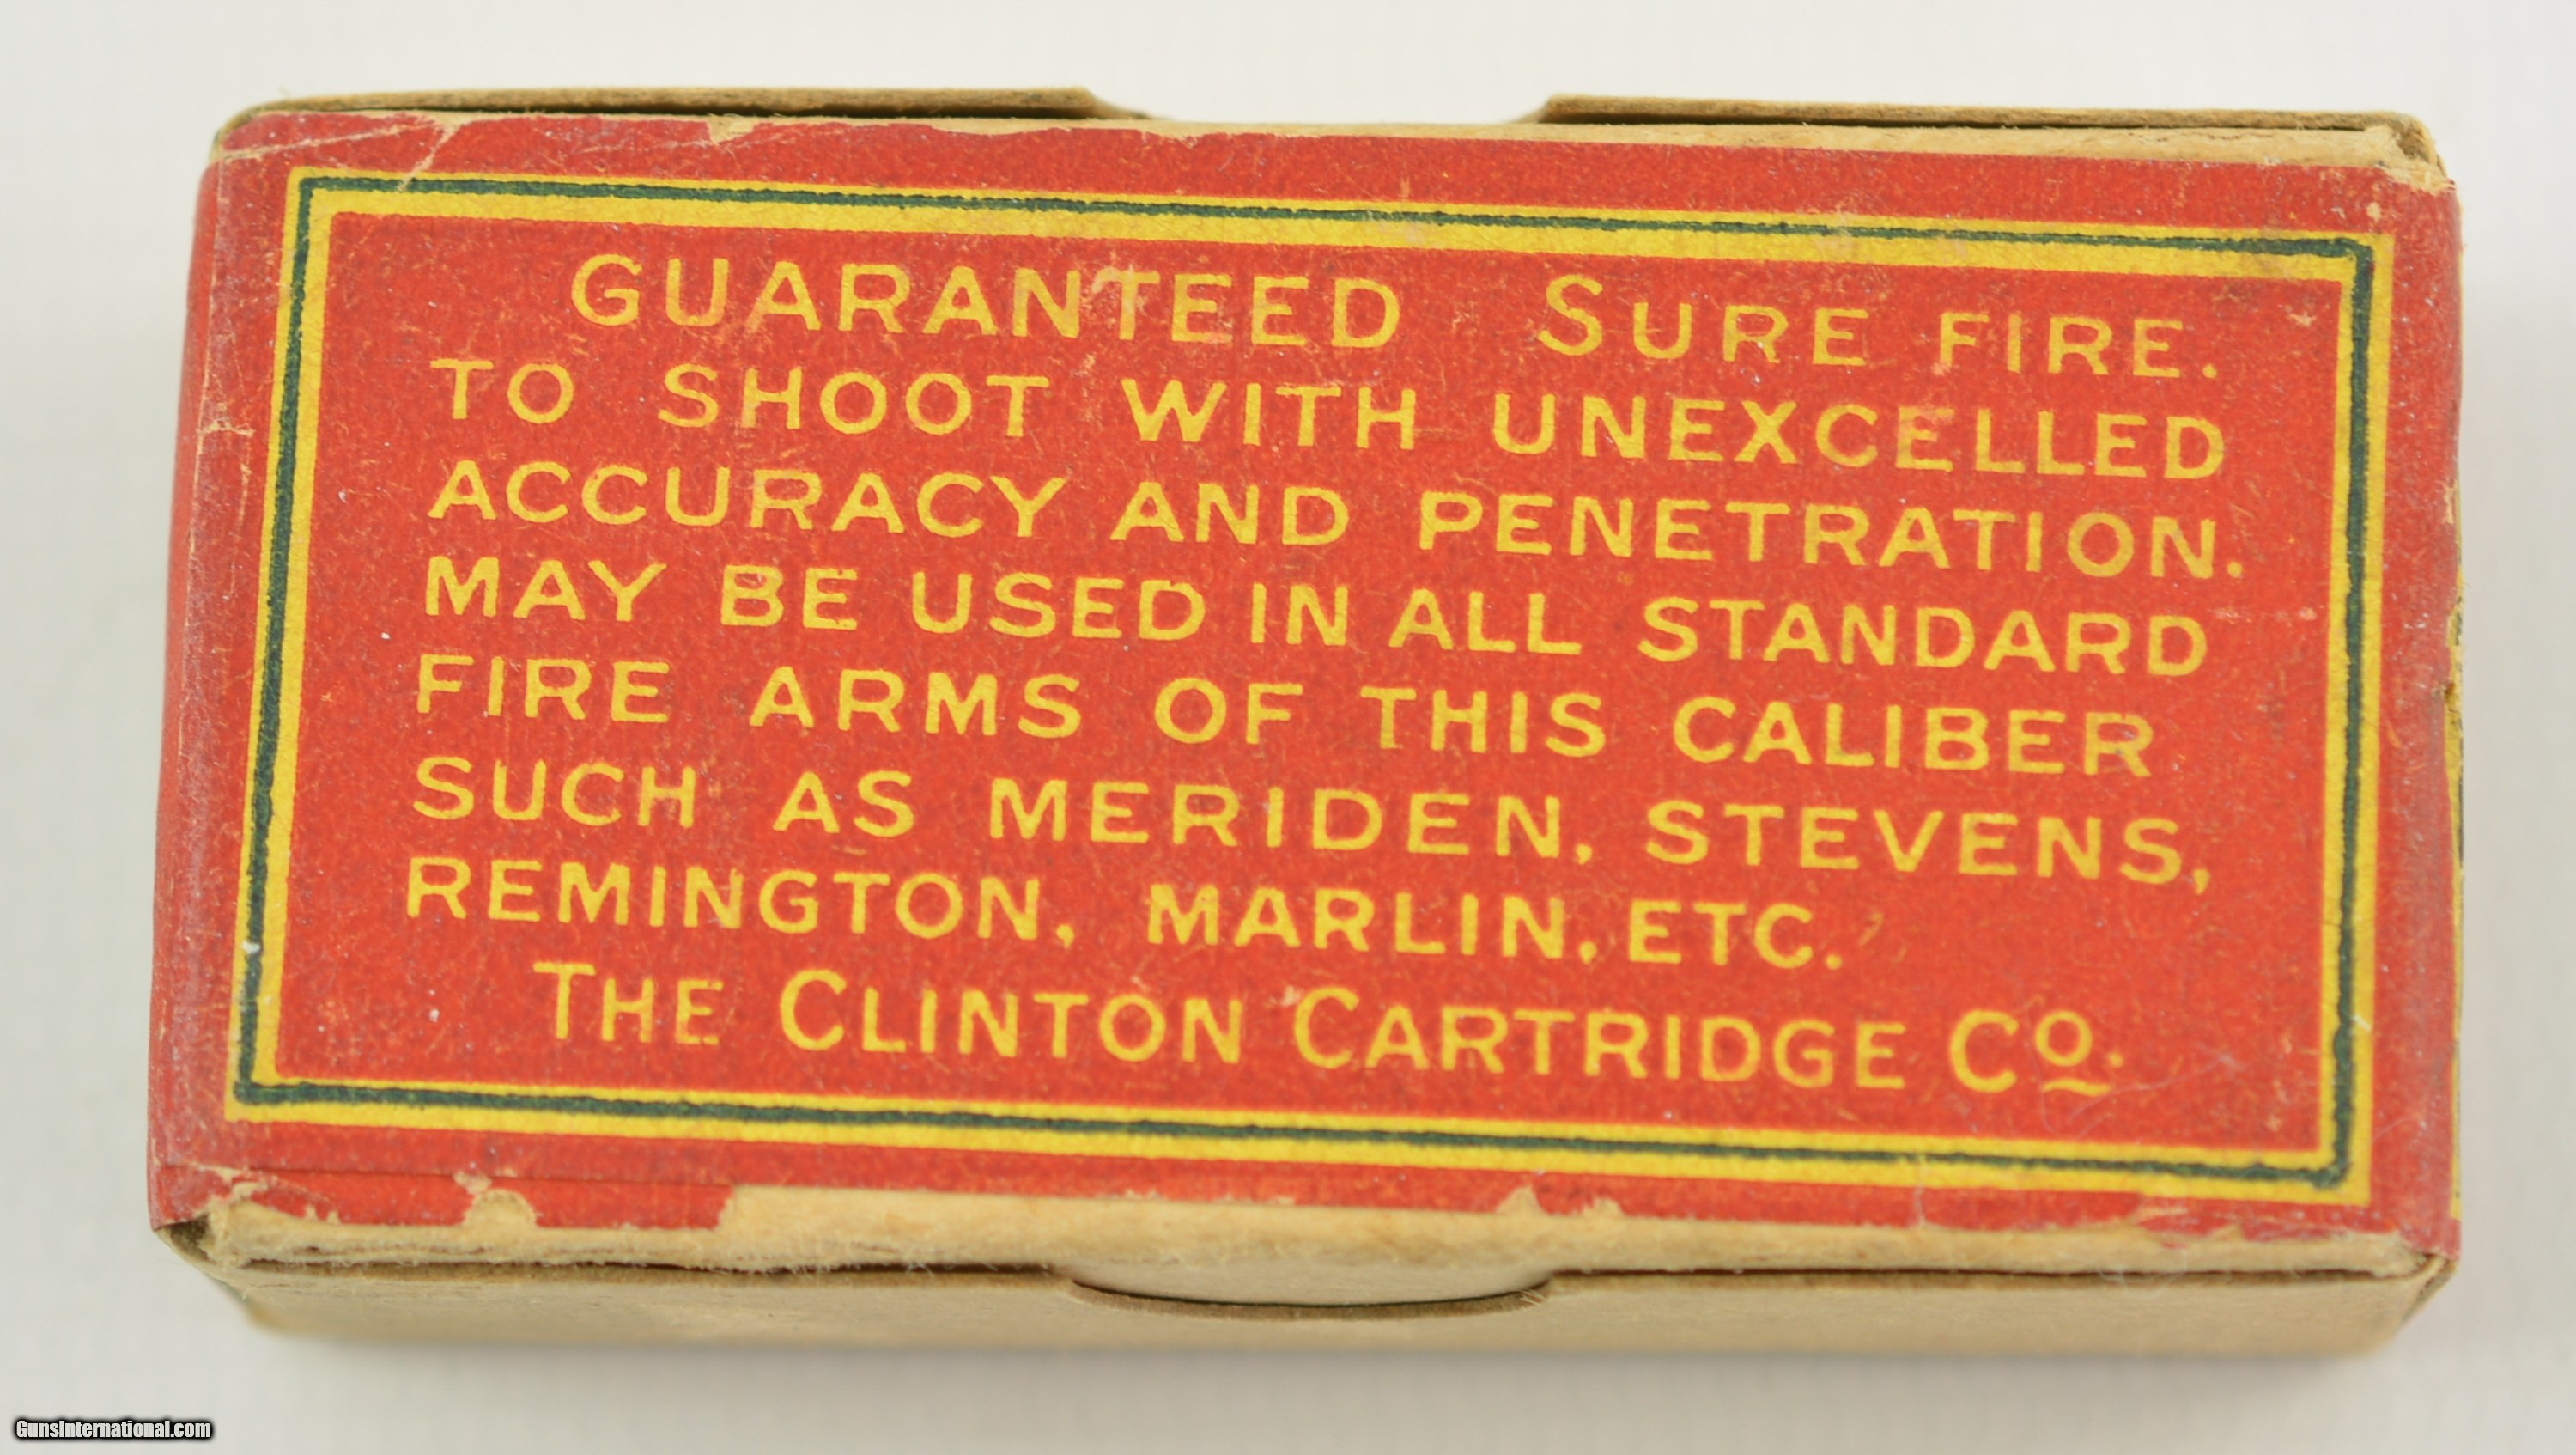 GUARANTEED SURE FIRE.
TO SHOOT WITH UNEXCELLED
ACCURACY AND PENETRATION.
MAY BE USED IN ALL STANDARD
FIRE ARMS OF THIS CALIBER
SUCH AS MERIDEN, STEVENS,
REMINGTON, MARLIN, ETC.
THE CLINTON CARTRIDGE CO.
GunsInternational.com